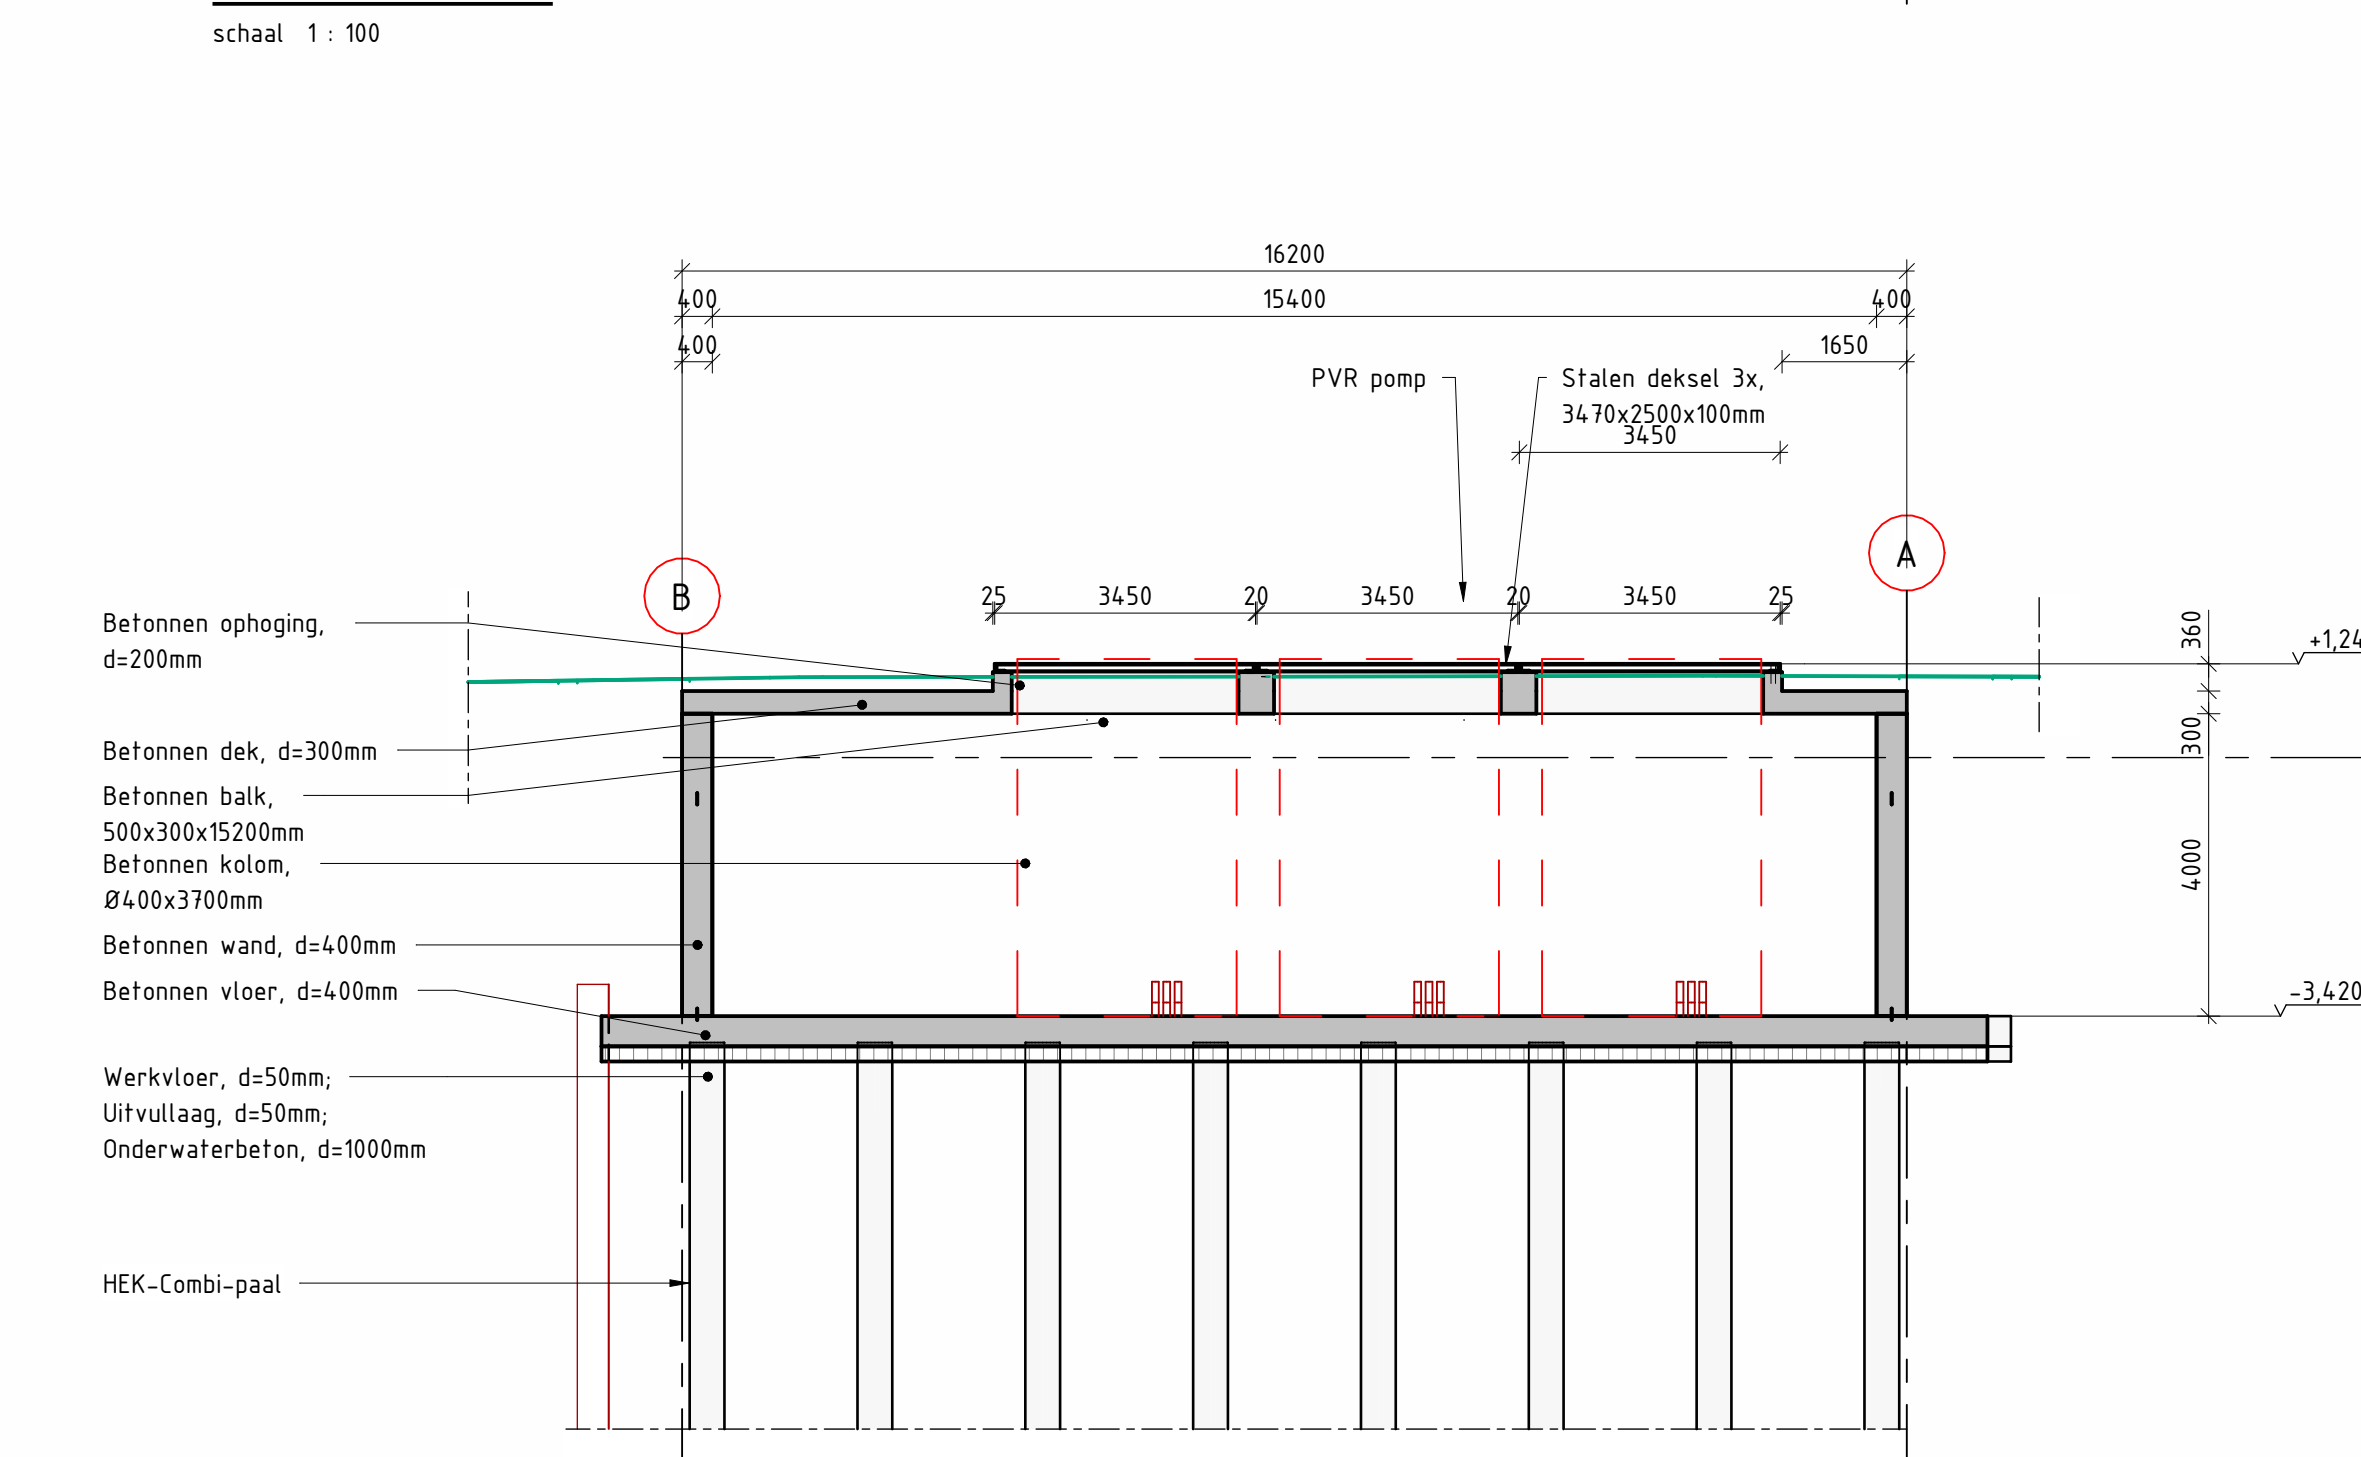 schaal 1 : 100
16200
400 15400 400
400 1650
PVR pomp
Stalen deksel 3x,
3470x2500x100mm
3450
A
B
25 3450 20 3450 20 3450 25
Betonnen ophoging,
d=200mm
360
+1,24
Betonnen dek, d=300mm
300
Betonnen balk,
500x300x15200mm
Betonnen kolom,
Ø400x3700mm
4000
Betonnen wand, d=400mm
Betonnen vloer, d=400mm
-3,420
Werkvloer, d=50mm;
Uitvullaag, d=50mm;
Onderwaterbeton, d=1000mm
HEK-Combi-paal